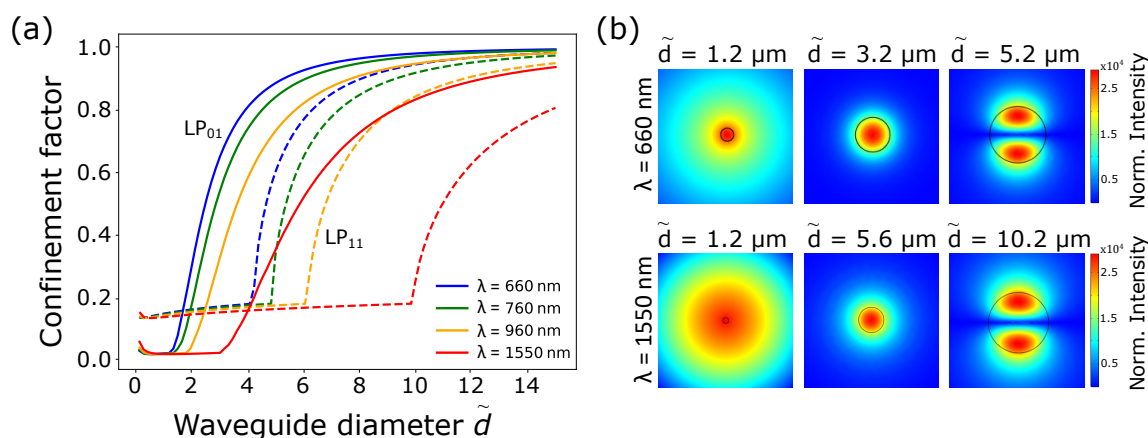 (a)
Confinement factor
1.0
0.8
0.6
0.4
0.2
0.0
LP01
LP11
λ = 660 nm
λ = 760 nm
λ = 960 nm
λ = 1550 nm
0 2 4 6 8 10 12 14
Waveguide diameter d̃
(b)
d̃ = 1.2 µm d̃ = 3.2 µm d̃ = 5.2 µm
λ = 660 nm
x10⁴
2.5
1.5
0.5
Norm. Intensity
d̃ = 1.2 µm d̃ = 5.6 µm d̃ = 10.2 µm
λ = 1550 nm
x10⁴
2.5
1.5
0.5
Norm. Intensity